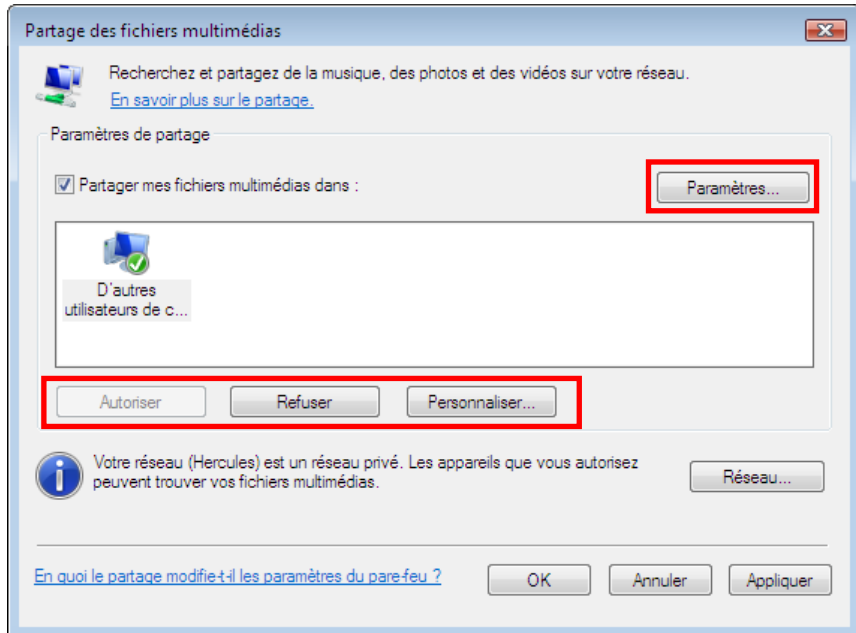 Partage des fichiers multimédias
Recherchez et partagez de la musique, des photos et des vidéos sur votre réseau.
En savoir plus sur le partage.
Paramètres de partage
Partager mes fichiers multimédias dans :
Paramètres...
D'autres
utilisateurs de c...
Autoriser
Refuser
Personnaliser...
Votre réseau (Hercules) est un réseau privé. Les appareils que vous autorisez
peuvent trouver vos fichiers multimédias.
Réseau...
En quoi le partage modifie-t-il les paramètres du pare-feu ?
OK
Annuler
Appliquer